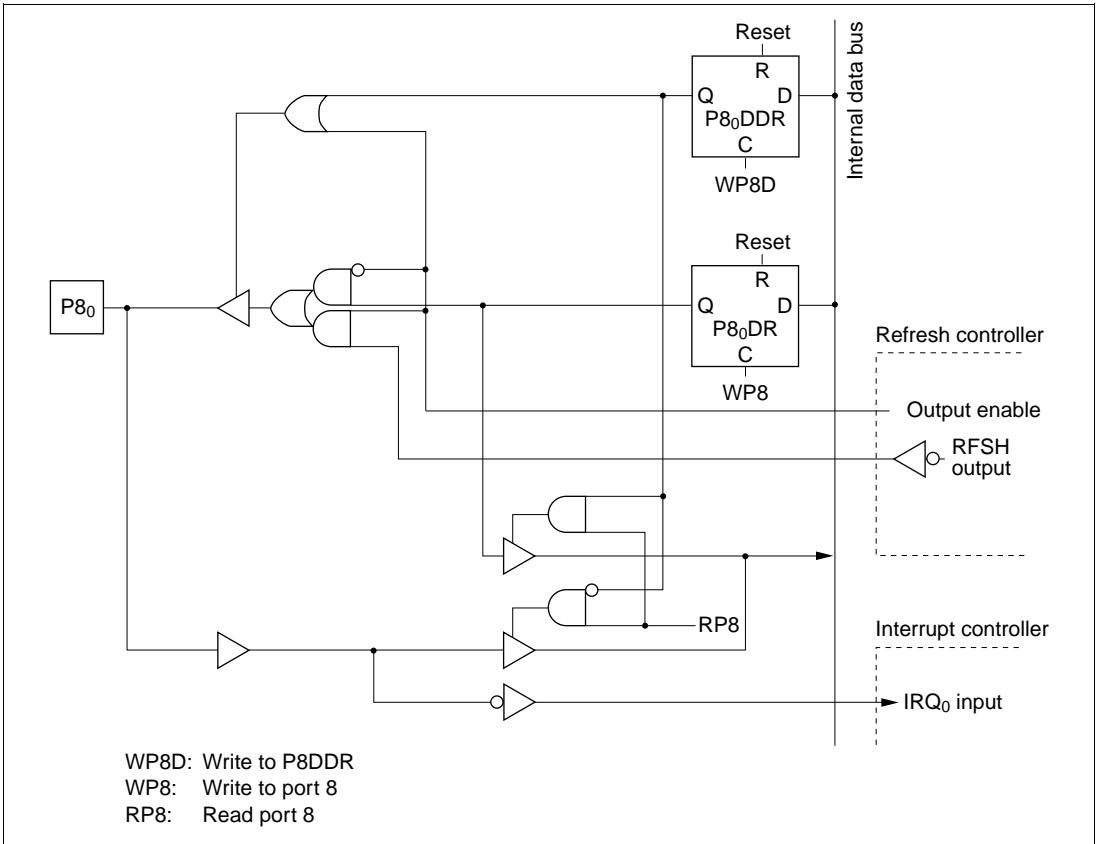 Reset
R
Q D
P8₀DDR
C
WP8D
Internal data bus
Reset
R
P8₀
Q D
P8₀DR
C
WP8
Refresh controller
Output enable
RFSH
output
RP8
Interrupt controller
IRQ₀ input
WP8D: Write to P8DDR
WP8: Write to port 8
RP8: Read port 8